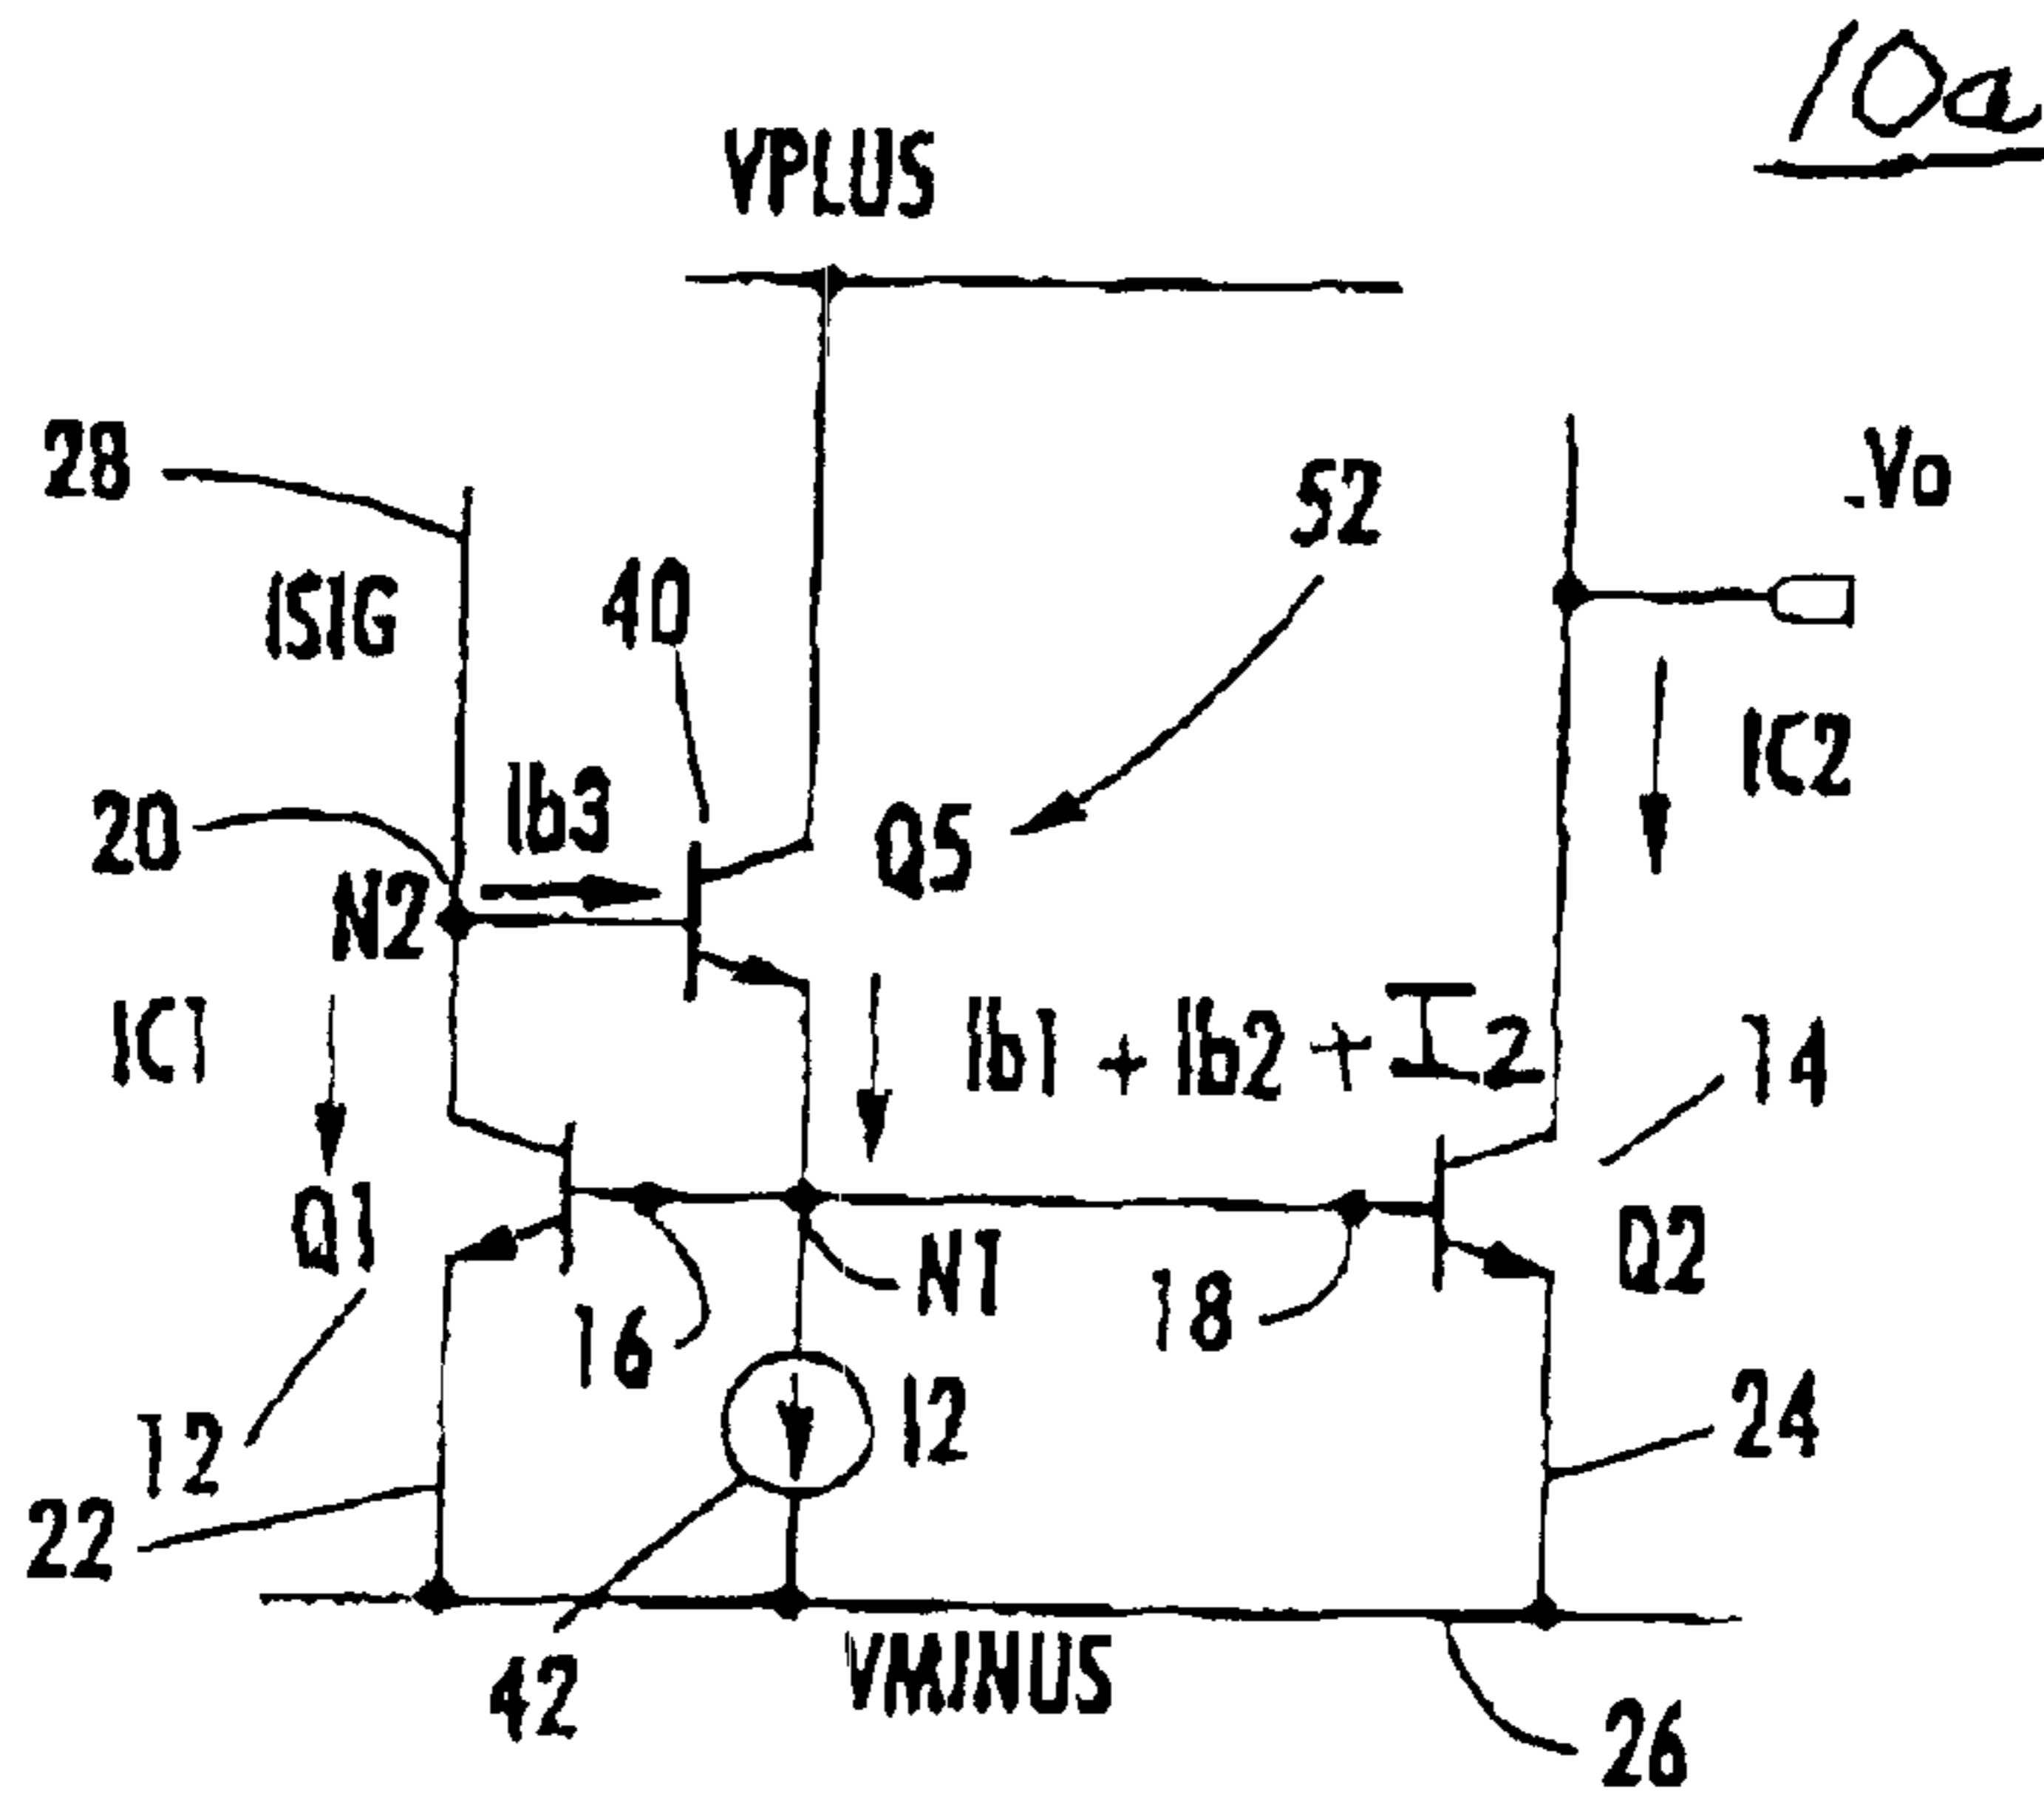 10a
VPLUS
28
ISIG
40
52
Vo
IC2
20
Ib3
N2
Q5
IC1
Ib1 + Ib2 + I2
14
Q1
Q2
N1
18
16
12
I2
24
22
42
VMINUS
26